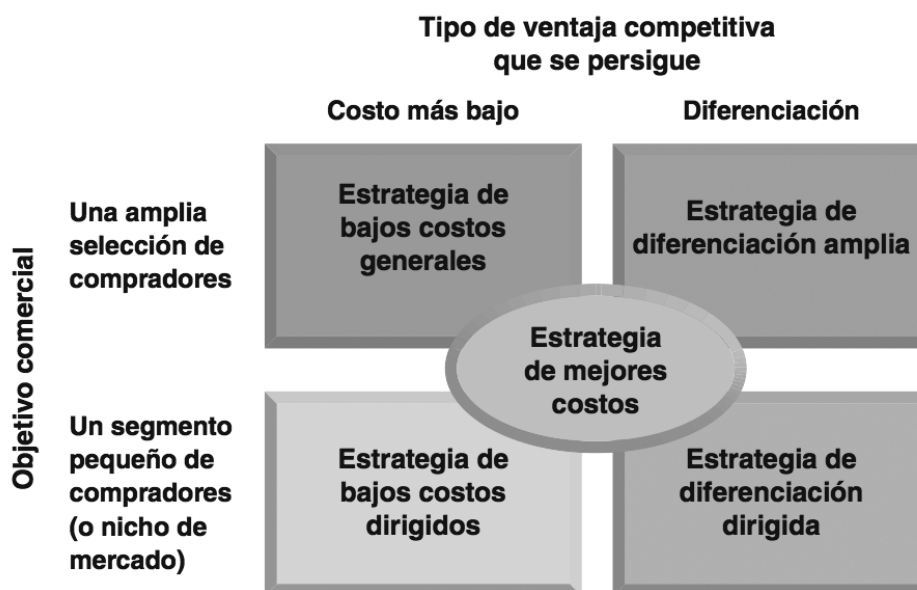 Tipo de ventaja competitiva
que se persigue
Costo más bajo
Diferenciación
Objetivo comercial
Una amplia
selección de
compradores
Estrategia de
bajos costos
generales
Estrategia de
diferenciación amplia
Estrategia
de mejores
costos
Un segmento
pequeño de
compradores
(o nicho de
mercado)
Estrategia de
bajos costos
dirigidos
Estrategia de
diferenciación
dirigida